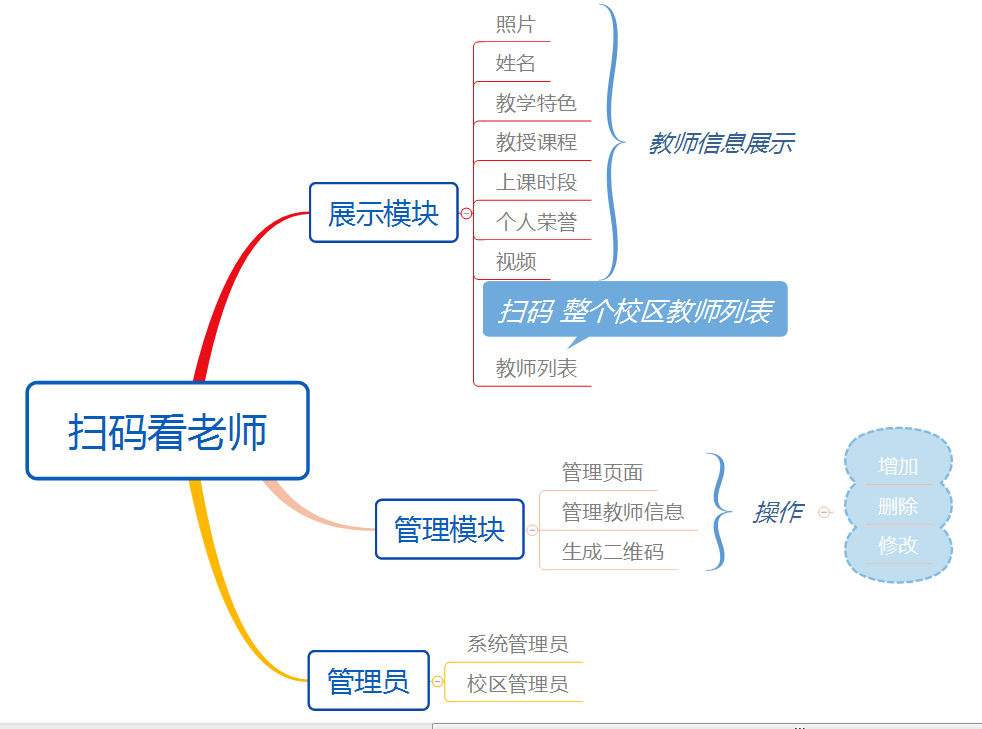 照片
姓名
教学特色
教授课程
上课时段
个人荣誉
视频
教师信息展示
展示模块
扫码 整个校区教师列表
教师列表
扫码看老师
管理模块
管理页面
管理教师信息
生成二维码
操作
增加
删除
修改
管理员
系统管理员
校区管理员